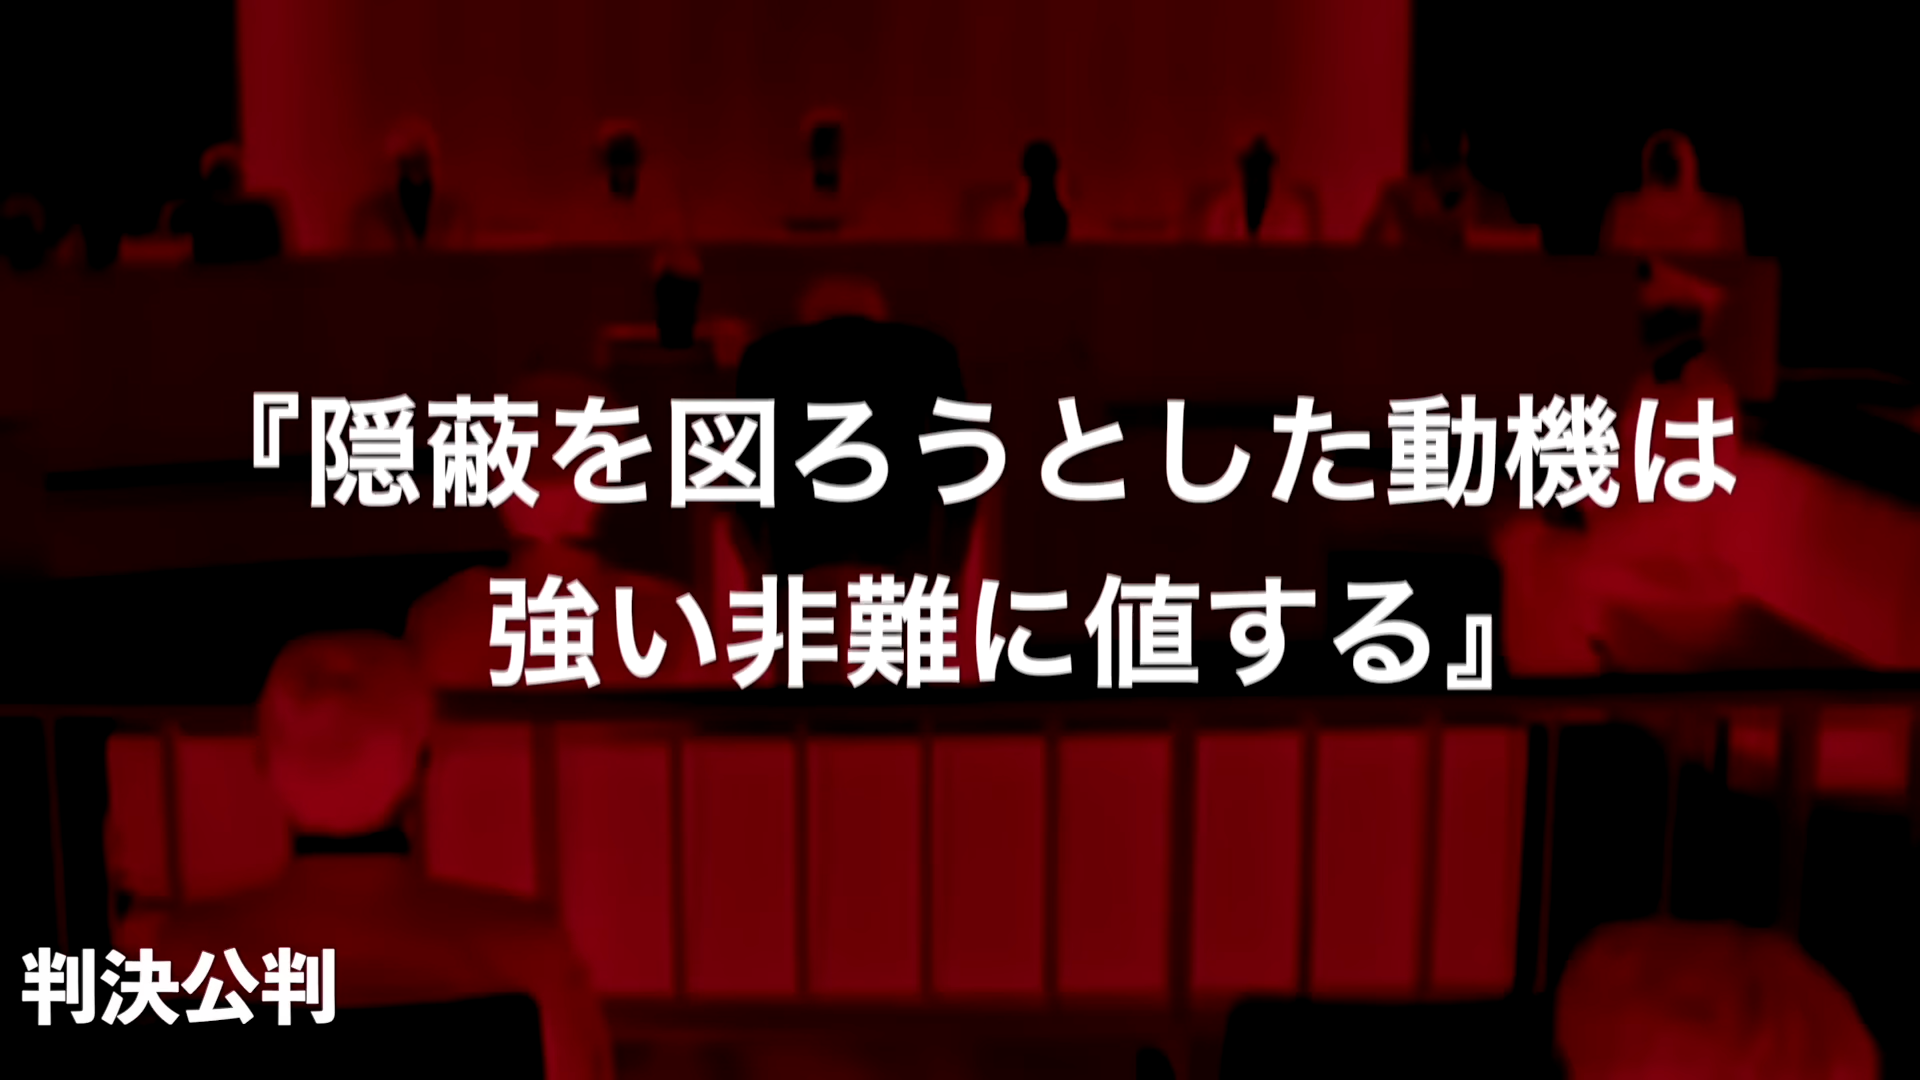 『隠蔽を図ろうとした動機は
強い非難に値する』
判決公判